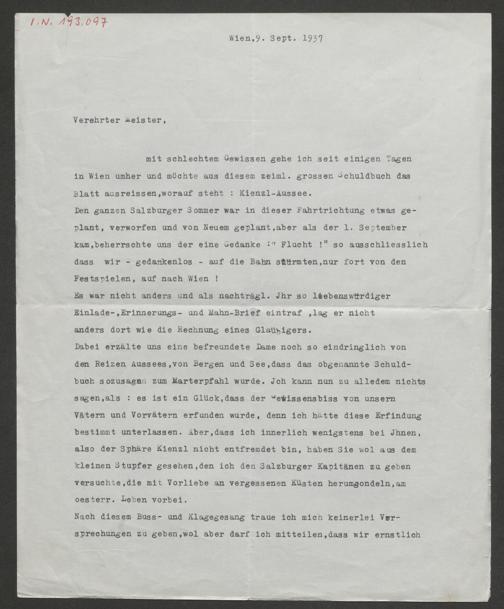 I.N. 193.097
Wien,9. Sept. 1937
Verehrter Meister,
mit schlechtem Gewissen gehe ich seit einigen Tagen
in Wien umher und möchte aus diesem zeiml. grossen Schuldbuch das
Blatt ausreissen,worauf steht : Kienzl-Aussee.
Den ganzen Salzburger Sommer war in dieser Fahrtrichtung etwas ge-
plant, verworfen und von Neuem geplant,aber als der 1. September
kam,beherrschte uns der eine Gedanke :" Flucht !" so ausschliesslich
dass wir - gedankenlos - auf die Bahn stürmten,nur fort von den
Festspielen, auf nach Wien !
Es war nicht anders und als nachträgl. Jhr so liebenswürdiger
Einlade-,Erinnerungs- und Mahn-Brief eintraf ,lag er nicht
anders dort wie die Rechnung eines Gläubigers.
Dabei erzälte uns eine befreundete Dame noch so eindringlich von
den Reizen Aussees,von Bergen und See,dass das obgenannte Schuld-
buch sozusagen zum Marterpfahl wurde. Jch kann nun zu alledem nichts
sagen,als : es ist ein Glück,dass der Gewissensbiss von unsern
Vätern und Vorvätern erfunden wurde, denn ich hätte diese Erfindung
bestimmt unterlassen. Aber,dass ich innerlich wenigstens bei Jhnen,
also der Sphäre Kienzl nicht entfremdet bin, haben Sie wol aus dem
kleinen Stupfer gesehen,den ich den Salzburger Kapitänen zu geben
versuchte,die mit Vorliebe an vergessenen Küsten herumgondeln,am
oesterr. Leben vorbei.
Nach diesem Buss- und Klagegesang traue ich mich keinerlei Ver-
sprechungen zu geben,wol aber darf ich mitteilen,dass wir ernstlich